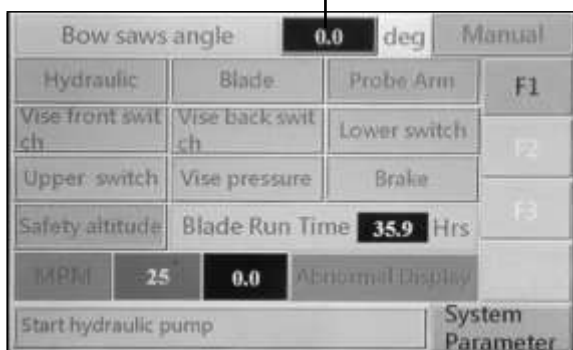 Bow saws angle 0.0 deg Manual
Hydraulic Blade Probe Arm F1
Vise front swit Vise back swit Lower switch F2
ch ch
Upper switch Vise pressure Brake F3
Safety altitude Blade Run Time 35.9 Hrs
MPM 25 0.0 Abnormal Display
Start hydraulic pump System
Parameter